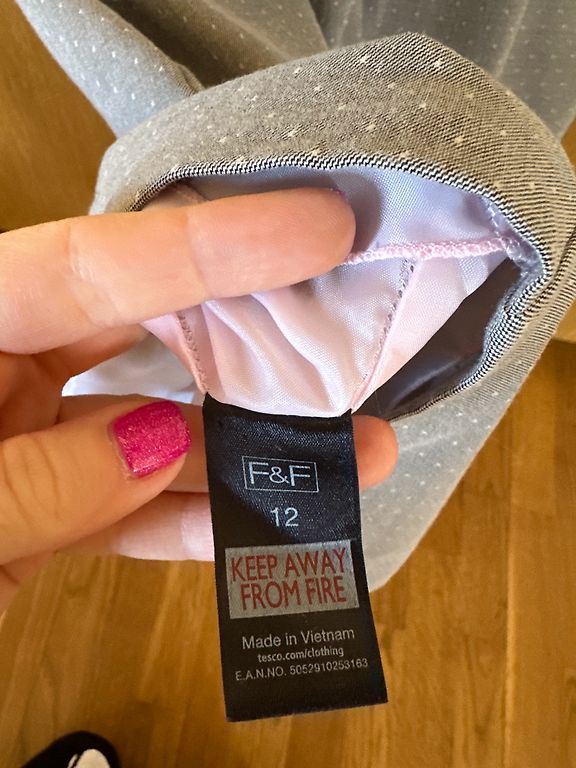 F&F
12
KEEP AWAY
FROM FIRE
Made in Vietnam
tesco.com/clothing
E.A.N.NO. 5052910253163